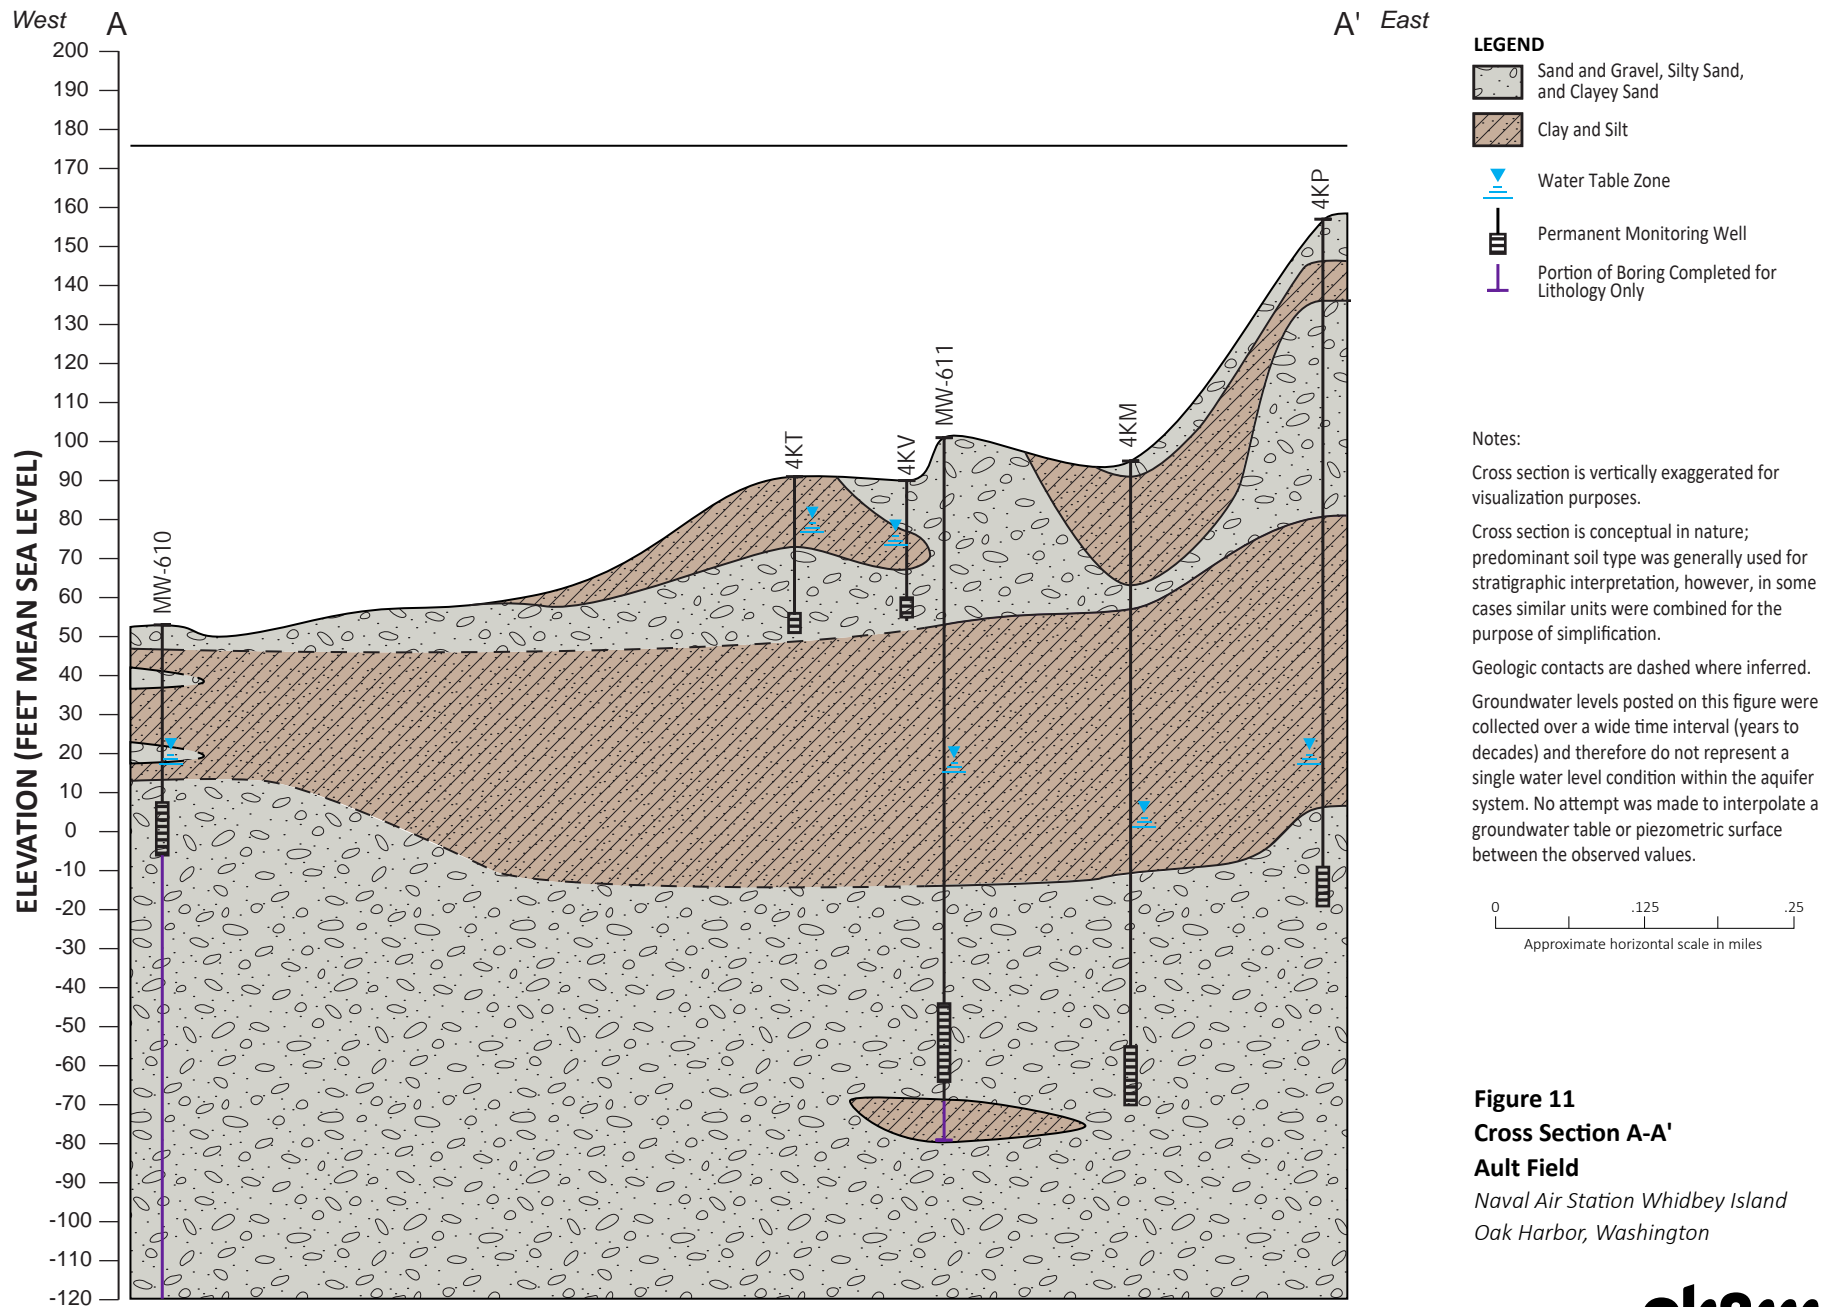 West A A' East
200
190
180
170
160
150
140
130
120
110
100
90
80
70
60
50
40
30
20
10
0
-10
-20
-30
-40
-50
-60
-70
-80
-90
-100
-110
-120
ELEVATION (FEET MEAN SEA LEVEL)
MW-610
4KT
4KV
MW-611
4KM
4KP
LEGEND
Sand and Gravel, Silty Sand,
and Clayey Sand
Clay and Silt
Water Table Zone
Permanent Monitoring Well
Portion of Boring Completed for
Lithology Only
Notes:
Cross section is vertically exaggerated for
visualization purposes.
Cross section is conceptual in nature;
predominant soil type was generally used for
stratigraphic interpretation, however, in some
cases similar units were combined for the
purpose of simplification.
Geologic contacts are dashed where inferred.
Groundwater levels posted on this figure were
collected over a wide time interval (years to
decades) and therefore do not represent a
single water level condition within the aquifer
system. No attempt was made to interpolate a
groundwater table or piezometric surface
between the observed values.
0 .125 .25
Approximate horizontal scale in miles
Figure 11
Cross Section A-A'
Ault Field
Naval Air Station Whidbey Island
Oak Harbor, Washington